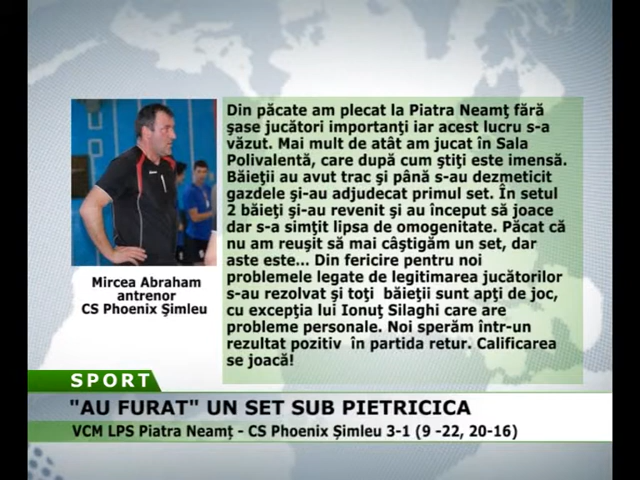 Din păcate am plecat la Piatra Neamţ fără
şase jucători importanţi iar acest lucru s-a
văzut. Mai mult de atât am jucat în Sala
Polivalentă, care după cum ştiţi este imensă.
Băieţii au avut trac şi până s-au dezmeticit
gazdele şi-au adjudecat primul set. În setul
2 băieţi şi-au revenit şi au început să joace
dar s-a simţit lipsa de omogenitate. Păcat că
nu am reuşit să mai câştigăm un set, dar
aste este... Din fericire pentru noi
problemele legate de legitimarea jucătorilor
s-au rezolvat şi toţi băieţii sunt apţi de joc,
cu excepţia lui Ionuţ Silaghi care are
probleme personale. Noi sperăm într-un
rezultat pozitiv în partida retur. Calificarea
se joacă!
Mircea Abraham
antrenor
CS Phoenix Şimleu
SPORT
"AU FURAT" UN SET SUB PIETRICICA
VCM LPS Piatra Neamţ - CS Phoenix Şimleu 3-1 (9 -22, 20-16)